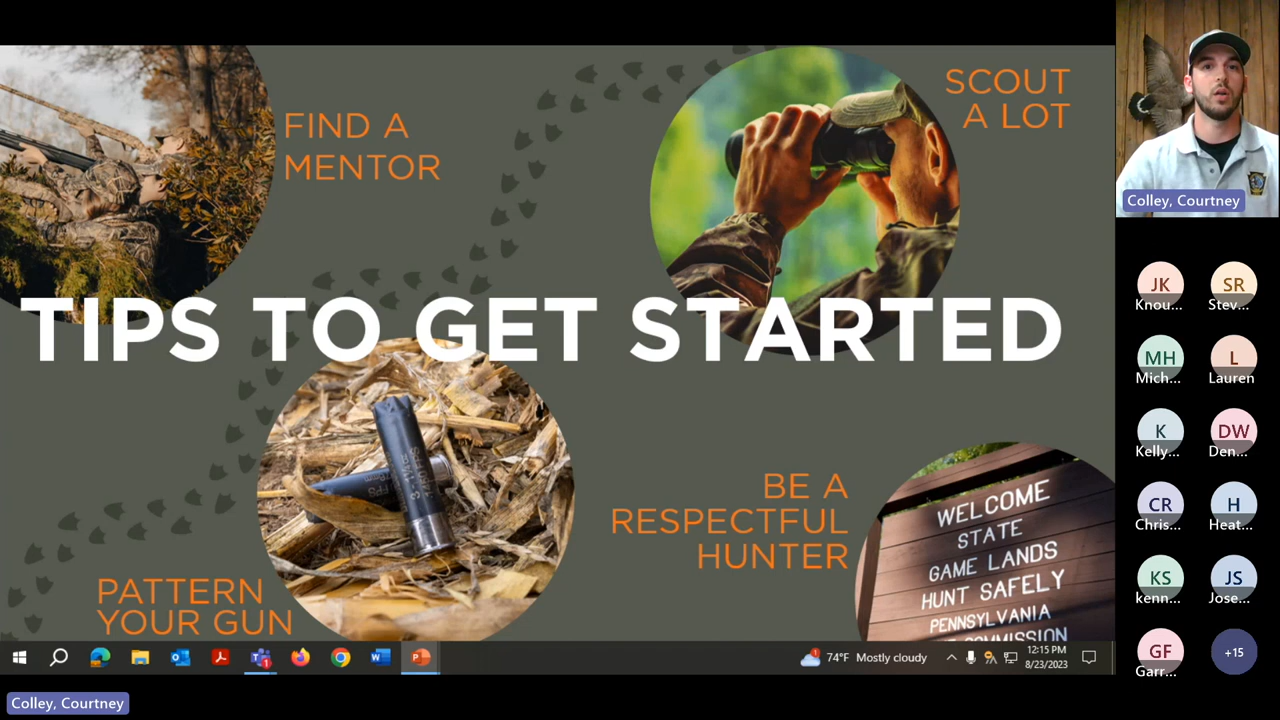 FIND A
MENTOR
SCOUT
A LOT
TIPS TO GET STARTED
PATTERN
YOUR GUN
BE A
RESPECTFUL
HUNTER
WELCOME
STATE
GAME LANDS
HUNT SAFELY
PENNSYLVANIA
COMMISSION
74°F Mostly cloudy
12:15 PM
8/23/2023
Colley, Courtney
Colley, Courtney
JK
Knou...
SR
Stev...
MH
Mich...
L
Lauren
K
Kelly...
DW
Den...
CR
Chris...
H
Heat...
KS
kenn...
JS
Jose...
GF
Garr...
+15